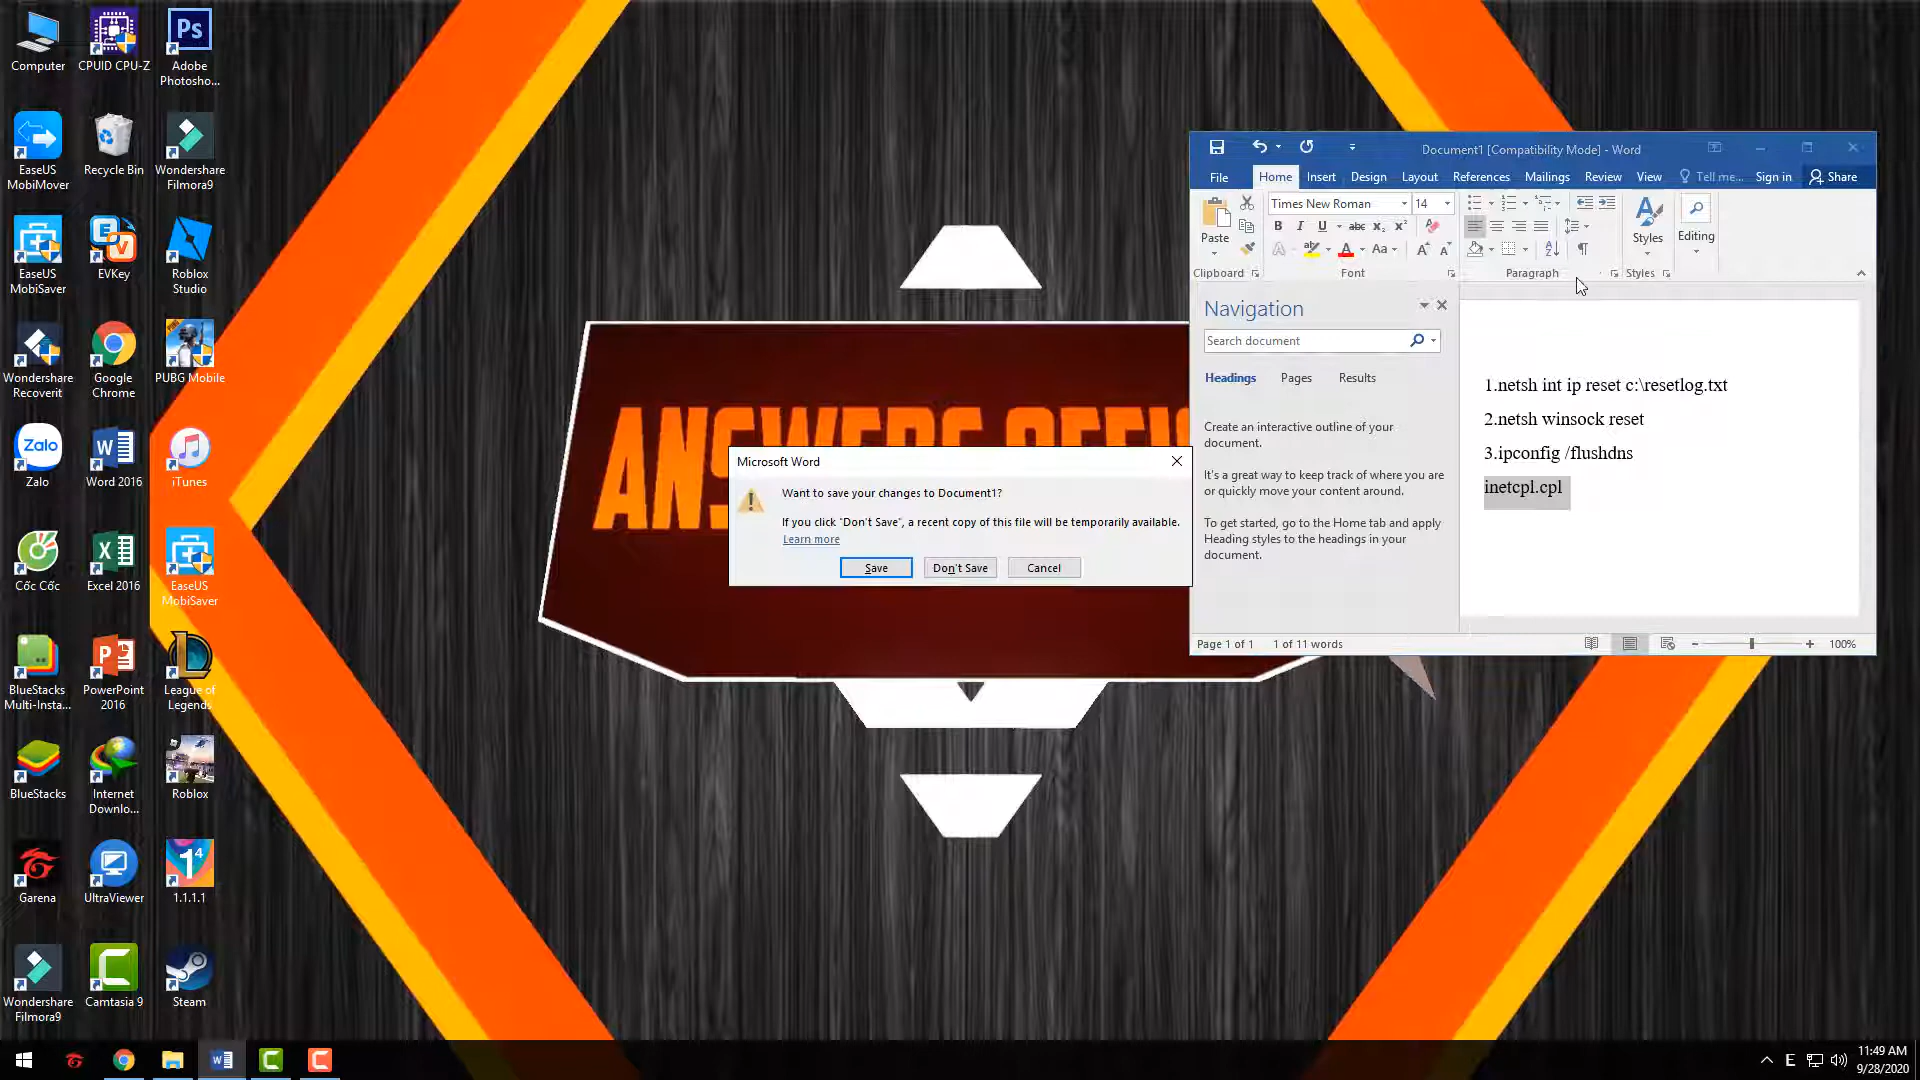 Computer
CPUID CPU-Z
Adobe
Photosho...
EaseUS
MobiMover
Recycle Bin
Wondershare
Filmora9
EaseUS
MobiSaver
EVKey
Roblox
Studio
Wondershare
Recoverit
Google
Chrome
PUBG Mobile
Zalo
Zalo
Word 2016
iTunes
Cốc Cốc
Excel 2016
EaseUS
MobiSaver
BlueStacks
Multi-Insta...
PowerPoint
2016
League of
Legends
BlueStacks
Internet
Downlo...
Roblox
Garena
UltraViewer
1.1.1.1
Wondershare
Filmora9
Camtasia 9
Steam
Document1 [Compatibility Mode] - Word
File Home Insert Design Layout References Mailings Review View Tell me... Sign in Share
Times New Roman 14
Paste
Styles
Editing
Clipboard Font Paragraph Styles
Navigation
Search document
Headings Pages Results
Create an interactive outline of your
document.
It's a great way to keep track of where you are
or quickly move your content around.
To get started, go to the Home tab and apply
Heading styles to the headings in your
document.
1.netsh int ip reset c:\resetlog.txt
2.netsh winsock reset
3.ipconfig /flushdns
inetcpl.cpl
Page 1 of 1 1 of 11 words 100%
Microsoft Word
Want to save your changes to Document1?
If you click "Don't Save", a recent copy of this file will be temporarily available.
Learn more
Save Don't Save Cancel
E
11:49 AM
9/28/2020